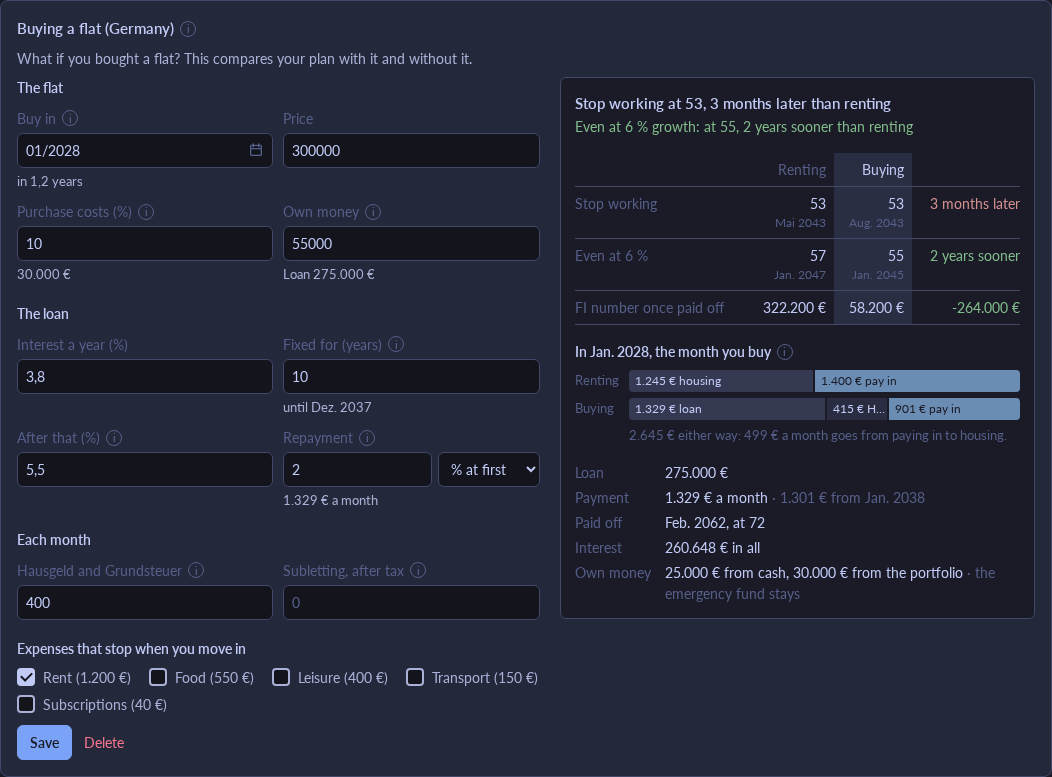 Buying a flat (Germany)
What if you bought a flat? This compares your plan with it and without it.
The flat
Buy in
Price
01/2028
300000
in 1,2 years
Purchase costs (%)
Own money
10
55000
30.000 €
Loan 275.000 €
The loan
Interest a year (%)
Fixed for (years)
3,8
10
until Dez. 2037
After that (%)
Repayment
5,5
2
% at first
1.329 € a month
Each month
Hausgeld and Grundsteuer
Subletting, after tax
400
0
Expenses that stop when you move in
Rent (1.200 €)
Food (550 €)
Leisure (400 €)
Transport (150 €)
Subscriptions (40 €)
Save
Delete
Stop working at 53, 3 months later than renting
Even at 6 % growth: at 55, 2 years sooner than renting
Renting
Buying
Stop working
53
53
3 months later
Mai 2043
Aug. 2043
Even at 6 %
57
55
2 years sooner
Jan. 2047
Jan. 2045
FI number once paid off
322.200 €
58.200 €
-264.000 €
In Jan. 2028, the month you buy
Renting
1.245 € housing
1.400 € pay in
Buying
1.329 € loan
415 € H...
901 € pay in
2.645 € either way: 499 € a month goes from paying in to housing.
Loan
275.000 €
Payment
1.329 € a month · 1.301 € from Jan. 2038
Paid off
Feb. 2062, at 72
Interest
260.648 € in all
Own money
25.000 € from cash, 30.000 € from the portfolio · the
emergency fund stays